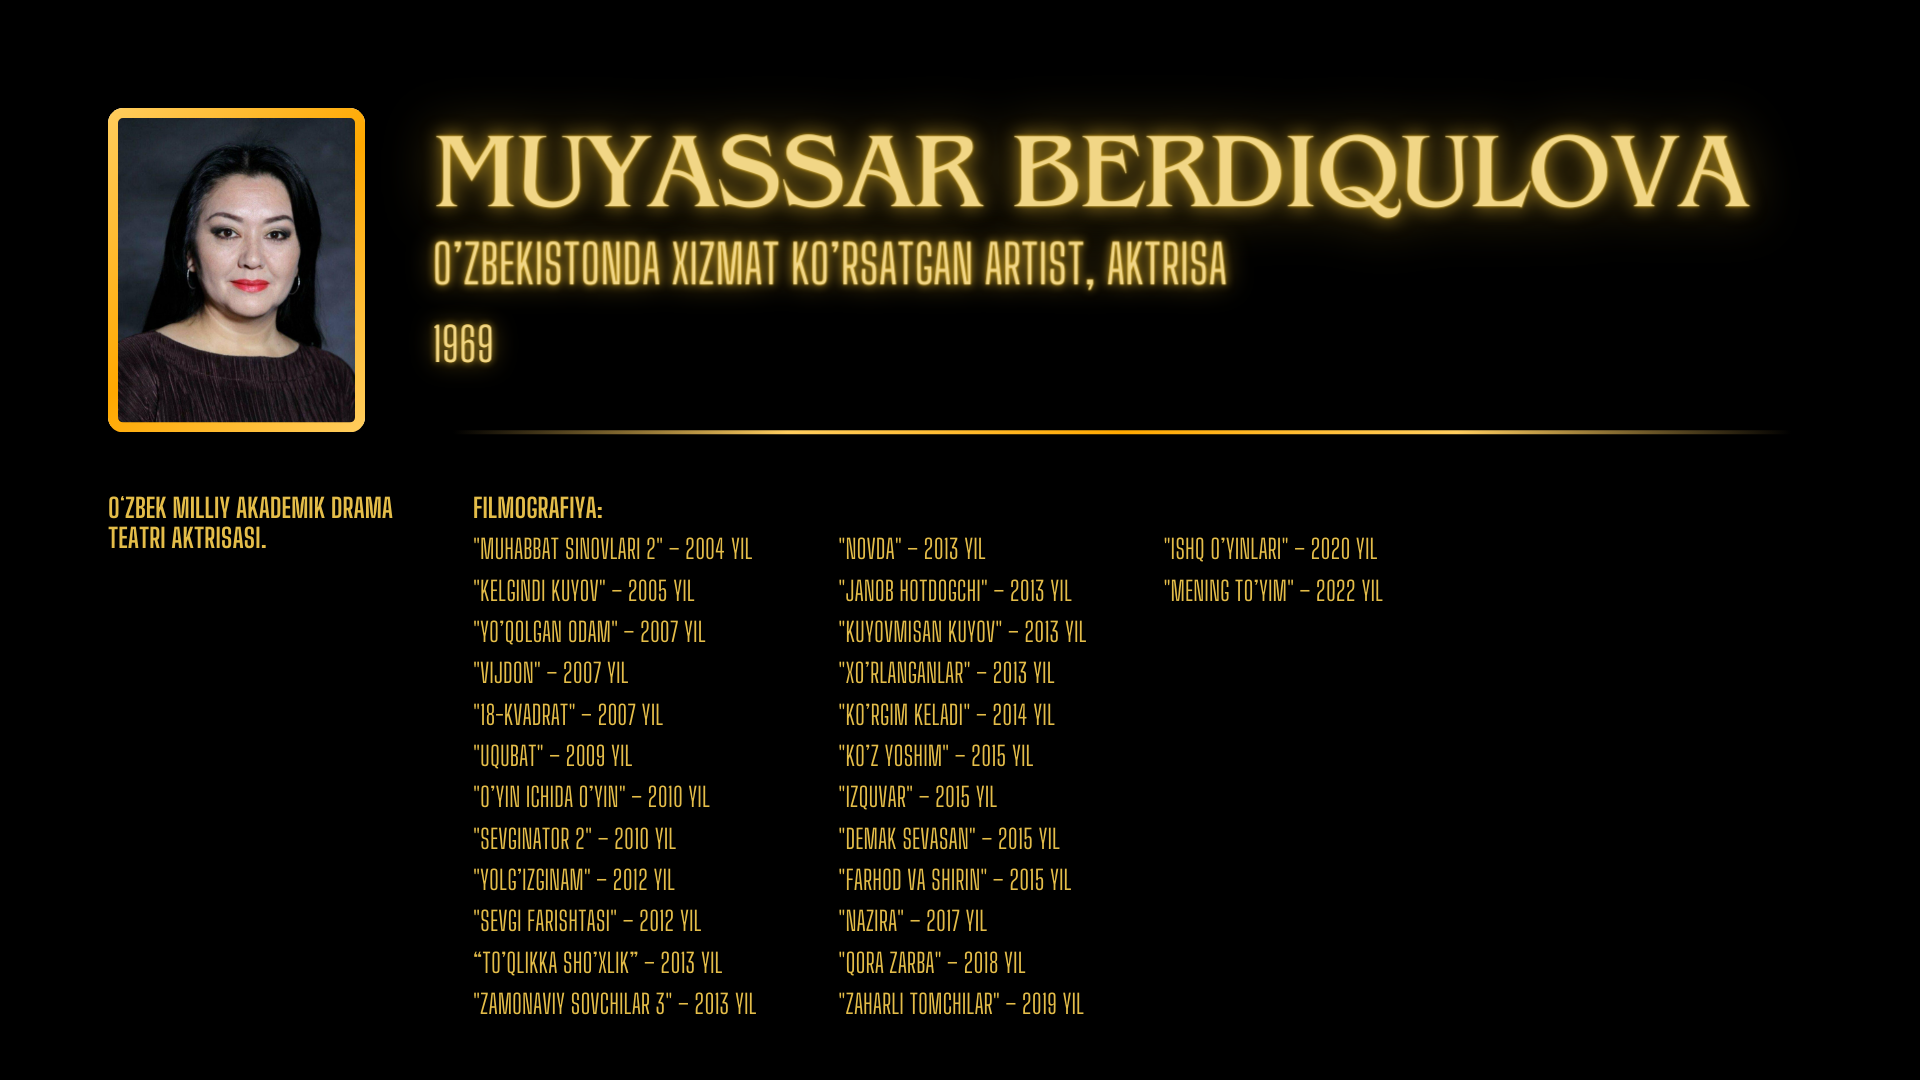 MUYASSAR BERDIQULOVA
O’ZBEKISTONDA XIZMAT KO’RSATGAN ARTIST, AKTRISA
1969
O‘ZBEK MILLIY AKADEMIK DRAMA
TEATRI AKTRISASI.
FILMOGRAFIYA:
"MUHABBAT SINOVLARI 2" – 2004 YIL
"KELGINDI KUYOV" – 2005 YIL
"YO’QOLGAN ODAM" – 2007 YIL
"VIJDON" – 2007 YIL
"18-KVADRAT" – 2007 YIL
"UQUBAT" – 2009 YIL
"O’YIN ICHIDA O’YIN" – 2010 YIL
"SEVGINATOR 2" – 2010 YIL
"YOLG’IZGINAM" – 2012 YIL
"SEVGI FARISHTASI" – 2012 YIL
“TO’QLIKKA SHO’XLIK” – 2013 YIL
"ZAMONAVIY SOVCHILAR 3" – 2013 YIL
"NOVDA" – 2013 YIL
"JANOB HOTDOGCHI" – 2013 YIL
"KUYOVMISAN KUYOV" – 2013 YIL
"XO’RLANGANLAR" – 2013 YIL
"KO’RGIM KELADI" – 2014 YIL
"KO’Z YOSHIM" – 2015 YIL
"IZQUVAR" – 2015 YIL
"DEMAK SEVASAN" – 2015 YIL
"FARHOD VA SHIRIN" – 2015 YIL
"NAZIRA" – 2017 YIL
"QORA ZARBA" – 2018 YIL
"ZAHARLI TOMCHILAR" – 2019 YIL
"ISHQ O’YINLARI" – 2020 YIL
"MENING TO’YIM" – 2022 YIL